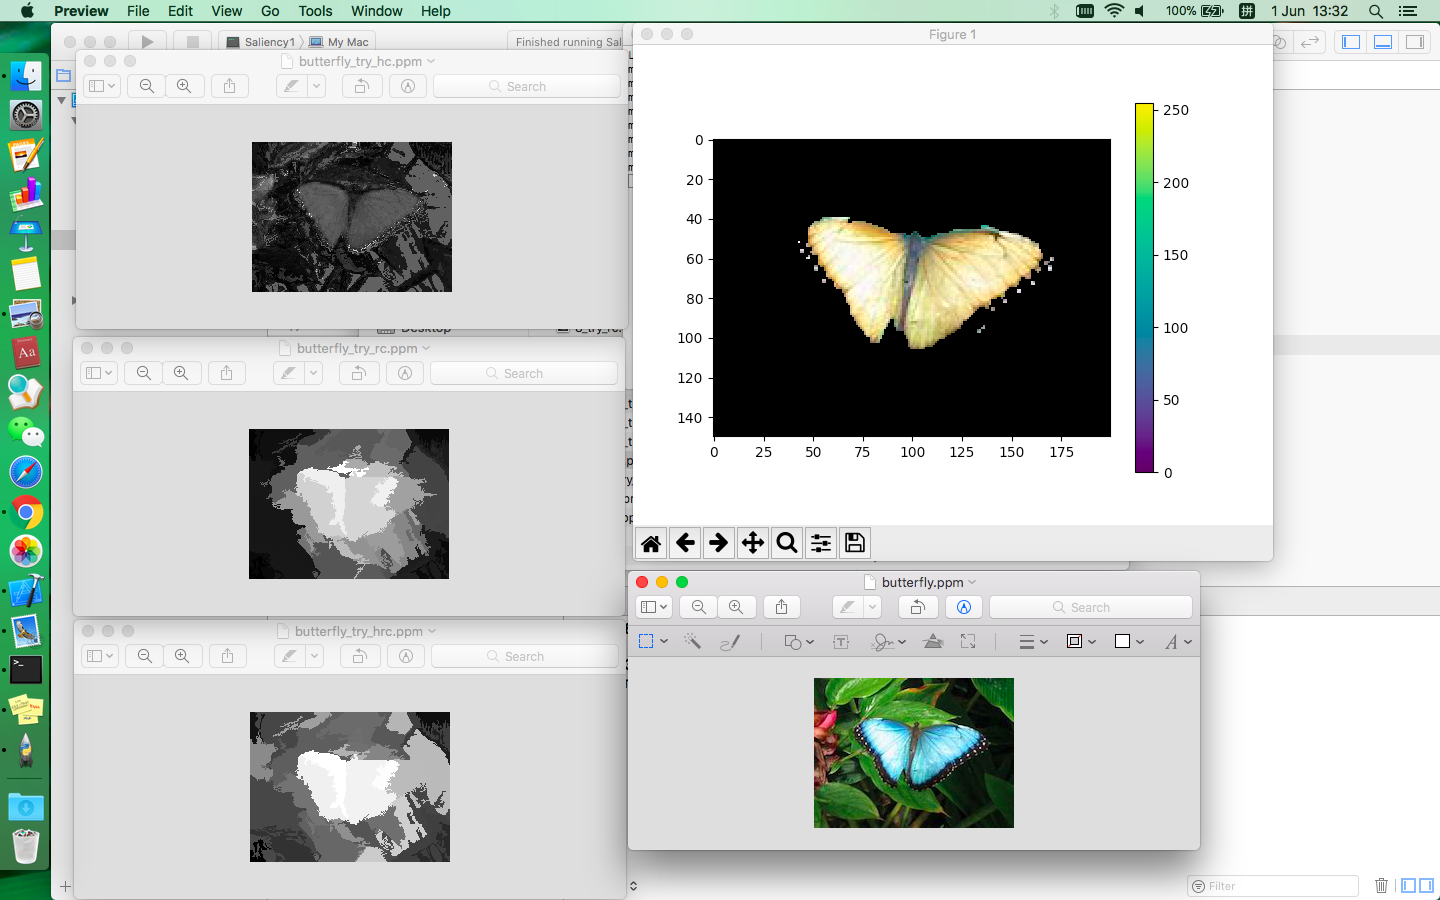 Preview File Edit View Go Tools Window Help 100% 拼 1 Jun 13:32
Saliency1 My Mac
Finished running Sal
Figure 1
butterfly_try_hc.ppm
Search
0
20
40
60
80
100
120
140
0 25 50 75 100 125 150 175
250
200
150
100
50
0
Desktop
butterfly_try_rc.ppm
Search
butterfly.ppm
Search
butterfly_try_hrc.ppm
Search
Filter